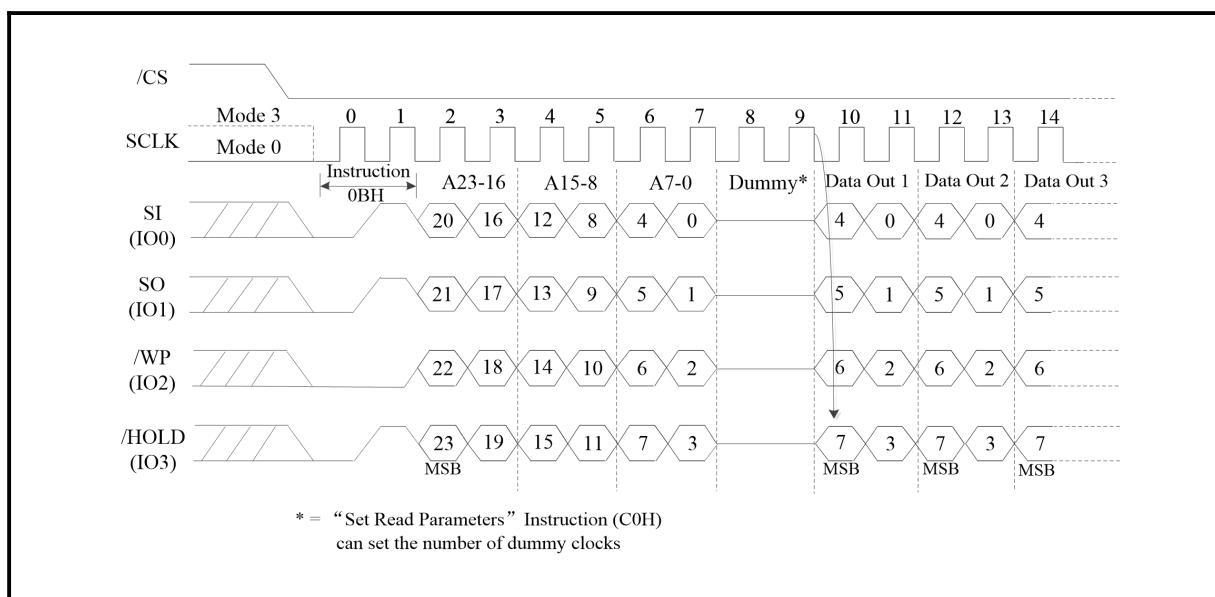 /CS
Mode 3 0 1 2 3 4 5 6 7 8 9 10 11 12 13 14
SCLK
Mode 0
Instruction
0BH
A23-16 A15-8 A7-0 Dummy* Data Out 1 Data Out 2 Data Out 3
SI
(IO0)
20 16 12 8 4 0 4 0 4 0 4
SO
(IO1)
21 17 13 9 5 1 5 1 5 1 5
/WP
(IO2)
22 18 14 10 6 2 6 2 6 2 6
/HOLD
(IO3)
23 19 15 11 7 3 7 3 7 3 7
MSB MSB MSB MSB
* = “Set Read Parameters” Instruction (C0H)
can set the number of dummy clocks